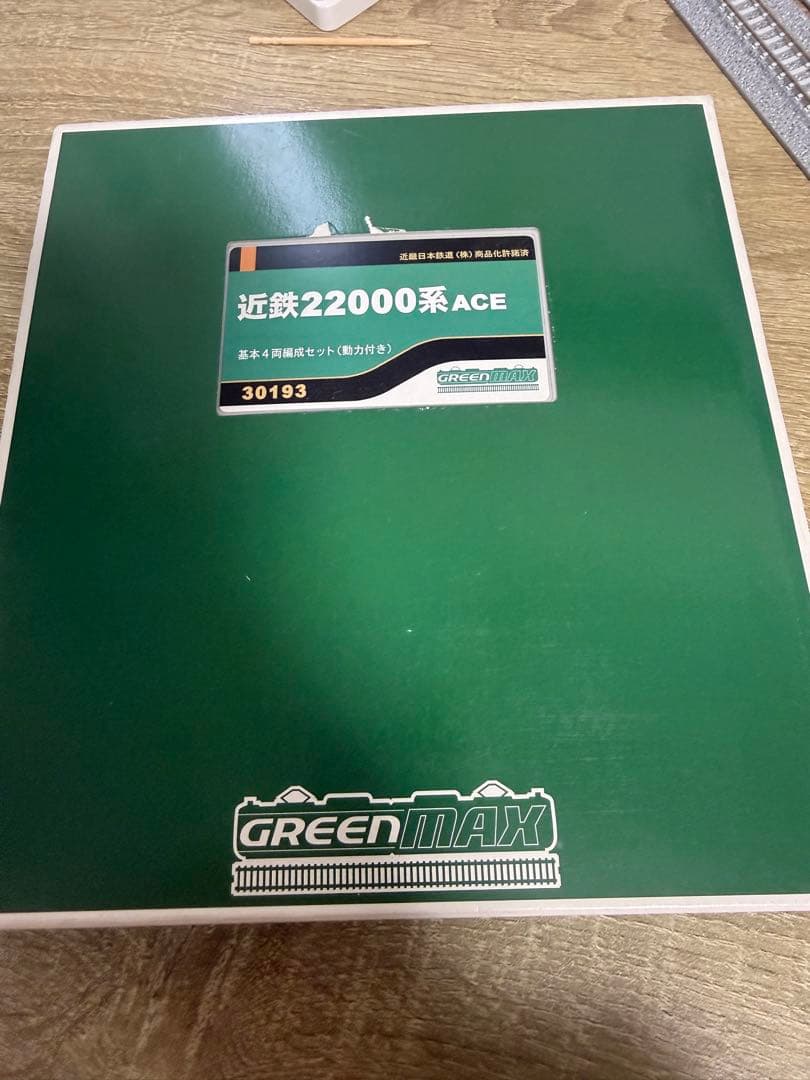 近畿日本鉄道(株)商品化許諾済
近鉄22000系ACE
基本4両編成セット(動力付き)
GREENMAX
30193
GREENMAX